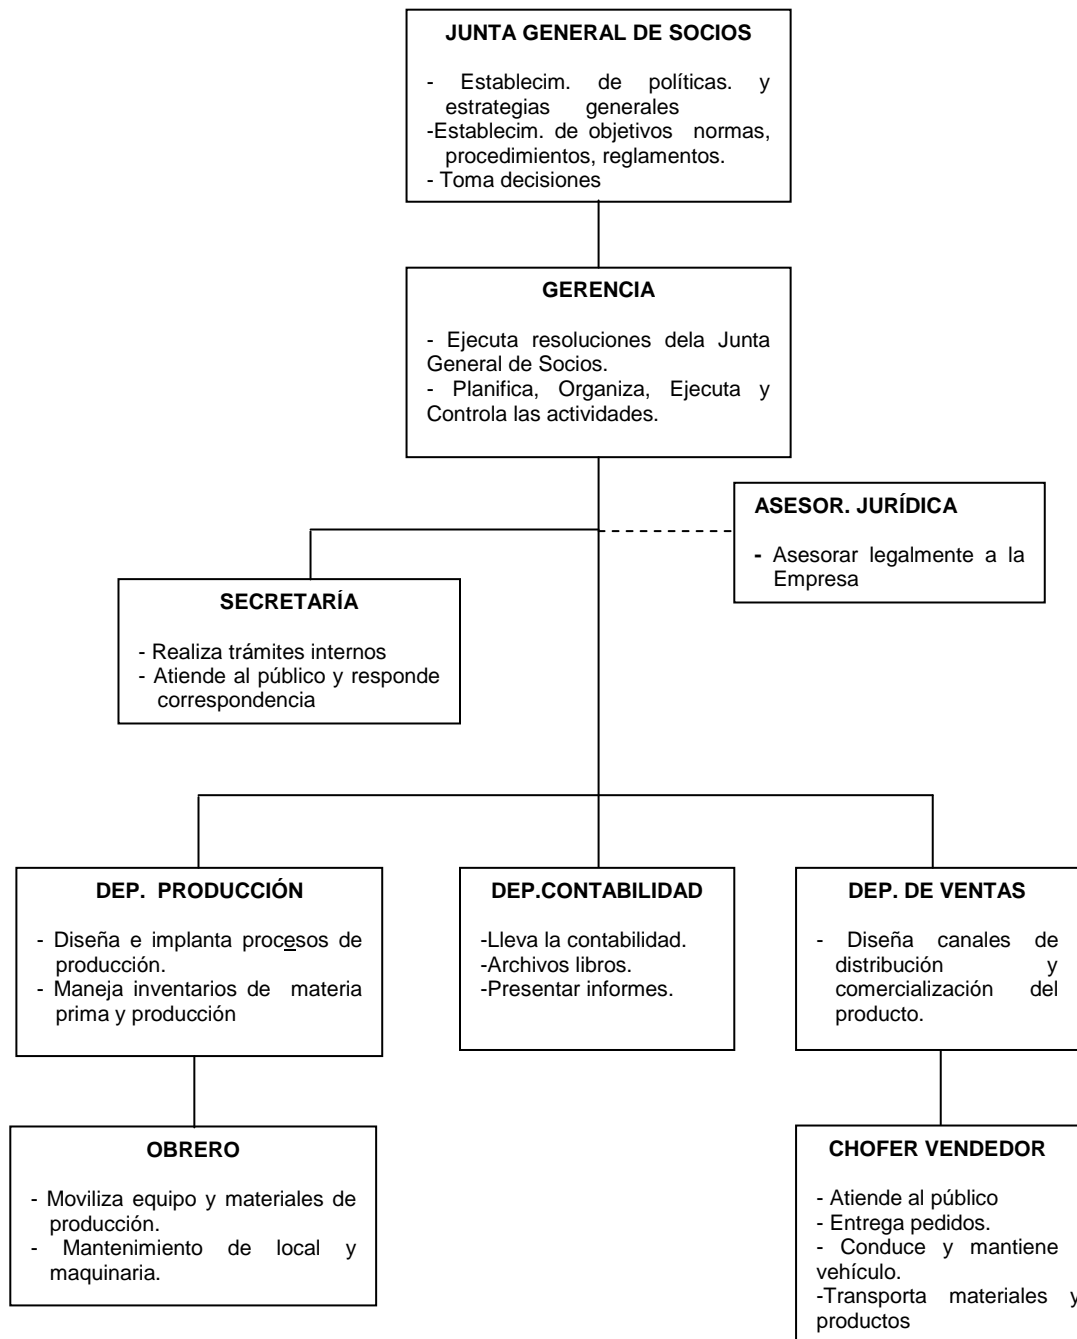 JUNTA GENERAL DE SOCIOS
- Establecim. de políticas. y
estrategias generales
-Establecim. de objetivos normas,
procedimientos, reglamentos.
- Toma decisiones
GERENCIA
- Ejecuta resoluciones dela Junta
General de Socios.
- Planifica, Organiza, Ejecuta y
Controla las actividades.
ASESOR. JURÍDICA
- Asesorar legalmente a la
Empresa
SECRETARÍA
- Realiza trámites internos
- Atiende al público y responde
correspondencia
DEP. PRODUCCIÓN
- Diseña e implanta procesos de
producción.
- Maneja inventarios de materia
prima y producción
DEP.CONTABILIDAD
-Lleva la contabilidad.
-Archivos libros.
-Presentar informes.
DEP. DE VENTAS
- Diseña canales de
distribución y
comercialización del
producto.
OBRERO
- Moviliza equipo y materiales de
producción.
- Mantenimiento de local y
maquinaria.
CHOFER VENDEDOR
- Atiende al público
- Entrega pedidos.
- Conduce y mantiene
vehículo.
-Transporta materiales y
productos